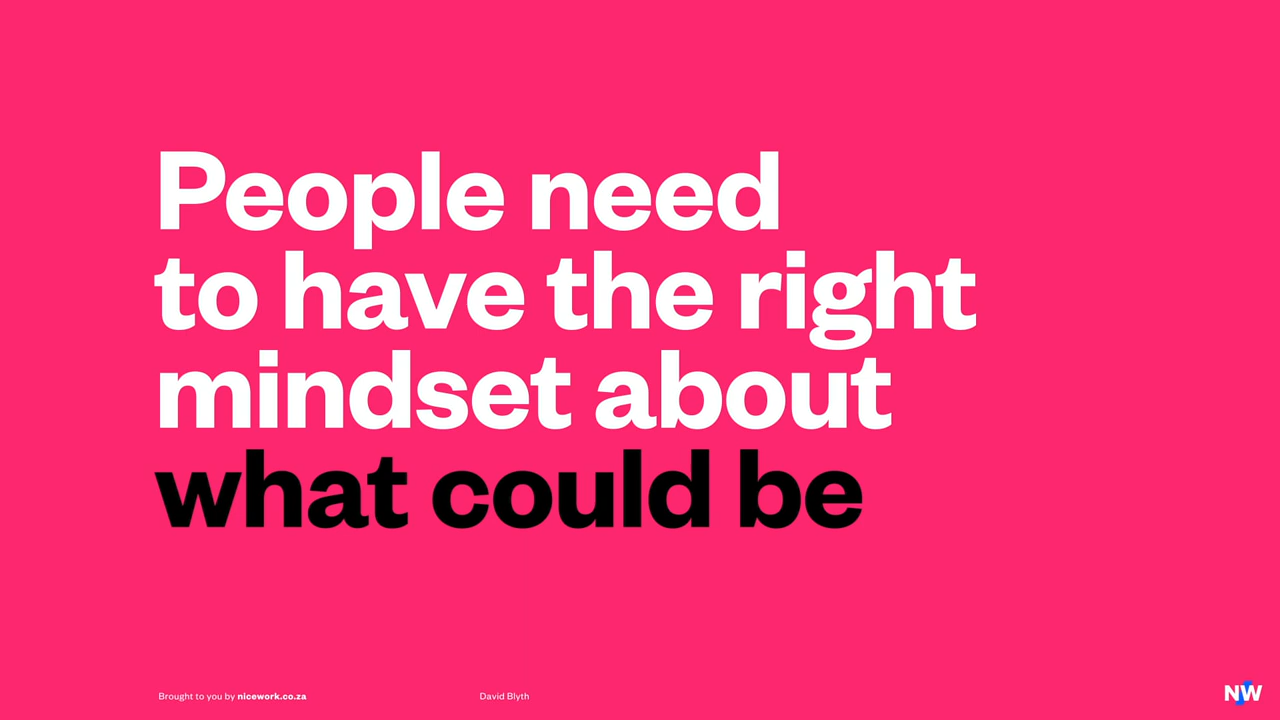 People need
to have the right
mindset about
what could be
Brought to you by nicework.co.za
David Blyth
NW